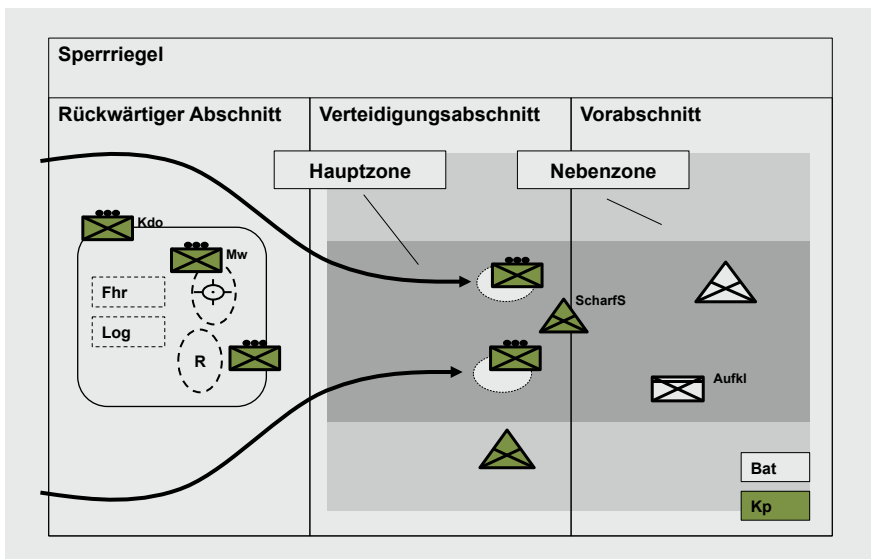 Sperrriegel
Rückwärtiger Abschnitt
Verteidigungsabschnitt
Vorabschnitt
Hauptzone
Nebenzone
Kdo
Mw
Fhr
Log
R
ScharfS
Aufkl
Bat
Kp